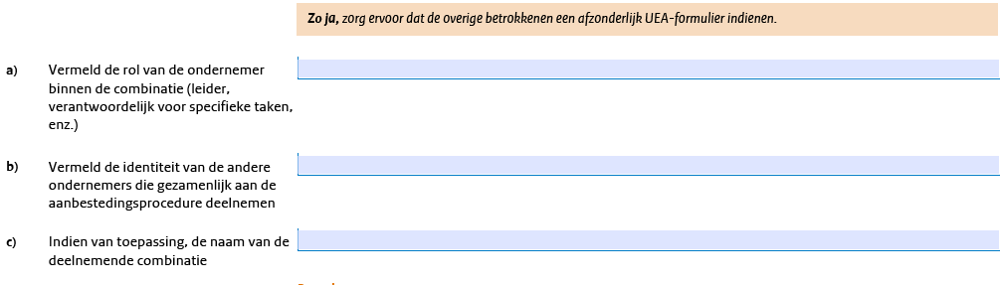 Zo ja, zorg ervoor dat de overige betrokkenen een afzonderlijk UEA-formulier indienen.
a) Vermeld de rol van de ondernemer
binnen de combinatie (leider,
verantwoordelijk voor specifieke taken,
enz.)
b) Vermeld de identiteit van de andere
ondernemers die gezamenlijk aan de
aanbestedingsprocedure deelnemen
c) Indien van toepassing, de naam van de
deelnemende combinatie